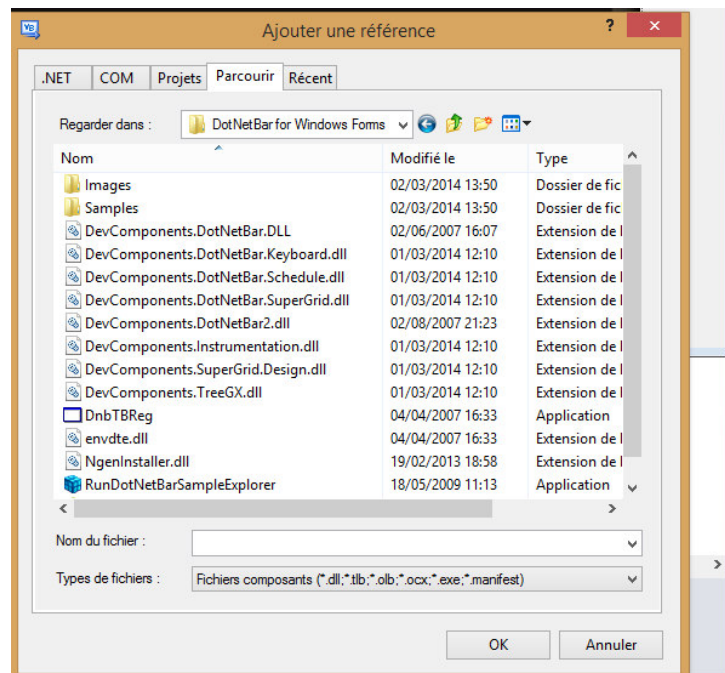 VB Ajouter une référence ? ×
.NET COM Projets Parcourir Récent
Regarder dans : DotNetBar for Windows Forms
Nom Modifié le Type
Images 02/03/2014 13:50 Dossier de fic
Samples 02/03/2014 13:50 Dossier de fic
DevComponents.DotNetBar.DLL 02/06/2007 16:07 Extension de l
DevComponents.DotNetBar.Keyboard.dll 01/03/2014 12:10 Extension de l
DevComponents.DotNetBar.Schedule.dll 01/03/2014 12:10 Extension de l
DevComponents.DotNetBar.SuperGrid.dll 01/03/2014 12:10 Extension de l
DevComponents.DotNetBar2.dll 02/08/2007 21:23 Extension de l
DevComponents.Instrumentation.dll 01/03/2014 12:10 Extension de l
DevComponents.SuperGrid.Design.dll 01/03/2014 12:10 Extension de l
DevComponents.TreeGX.dll 01/03/2014 12:10 Extension de l
DnbTBReg 04/04/2007 16:33 Application
envdte.dll 04/04/2007 16:33 Extension de l
NgenInstaller.dll 19/02/2013 18:58 Extension de l
RunDotNetBarSampleExplorer 18/05/2009 11:13 Application
Nom du fichier :
Types de fichiers : Fichiers composants (*.dll;*.tlb;*.olb;*.ocx;*.exe;*.manifest)
OK Annuler